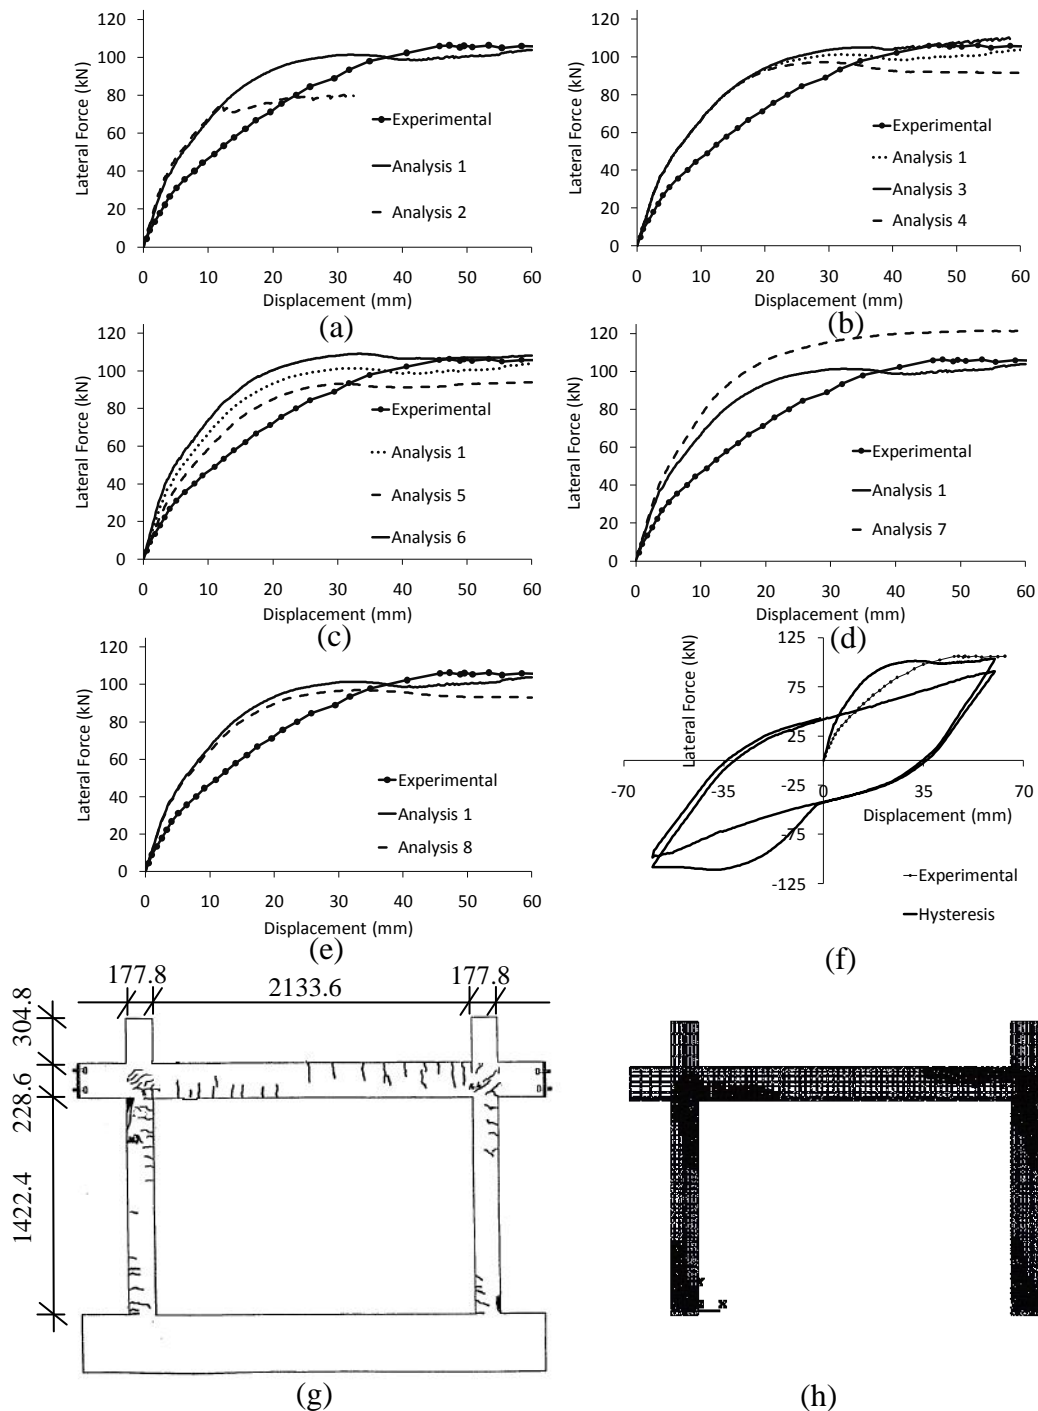 120
100
80
60
40
20
0
Lateral Force (kN)
Experimental
Analysis 1
Analysis 2
0 10 20 30 40 50 60
Displacement (mm)
(a)
120
100
80
60
40
20
0
Lateral Force (kN)
Experimental
Analysis 1
Analysis 3
Analysis 4
0 10 20 30 40 50 60
Displacement (mm)
(b)
120
100
80
60
40
20
0
Lateral Force (kN)
Experimental
Analysis 1
Analysis 5
Analysis 6
0 10 20 30 40 50 60
Displacement (mm)
(c)
120
100
80
60
40
20
0
Lateral Force (kN)
Experimental
Analysis 1
Analysis 7
0 10 20 30 40 50 60
Displacement (mm)
(d)
120
100
80
60
40
20
0
Lateral Force (kN)
Experimental
Analysis 1
Analysis 8
0 10 20 30 40 50 60
Displacement (mm)
(e)
125
75
25
-25
-75
-125
Lateral Force (kN)
-70 -35 0 35 70
Displacement (mm)
Experimental
Hysteresis
(f)
177.8 2133.6 177.8
304.8
228.6
1422.4
(g)
X
(h)